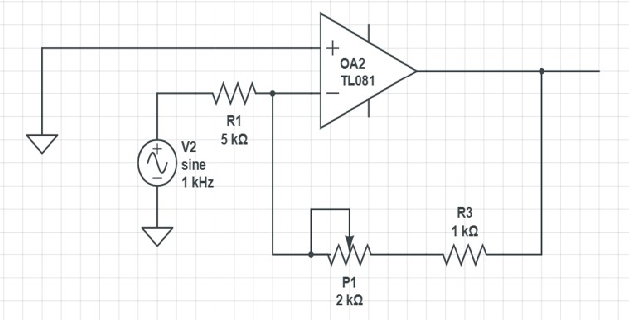 +
OA2
TL081
−
R1
5 kΩ
+
V2
sine
−
1 kHz
R3
1 kΩ
P1
2 kΩ